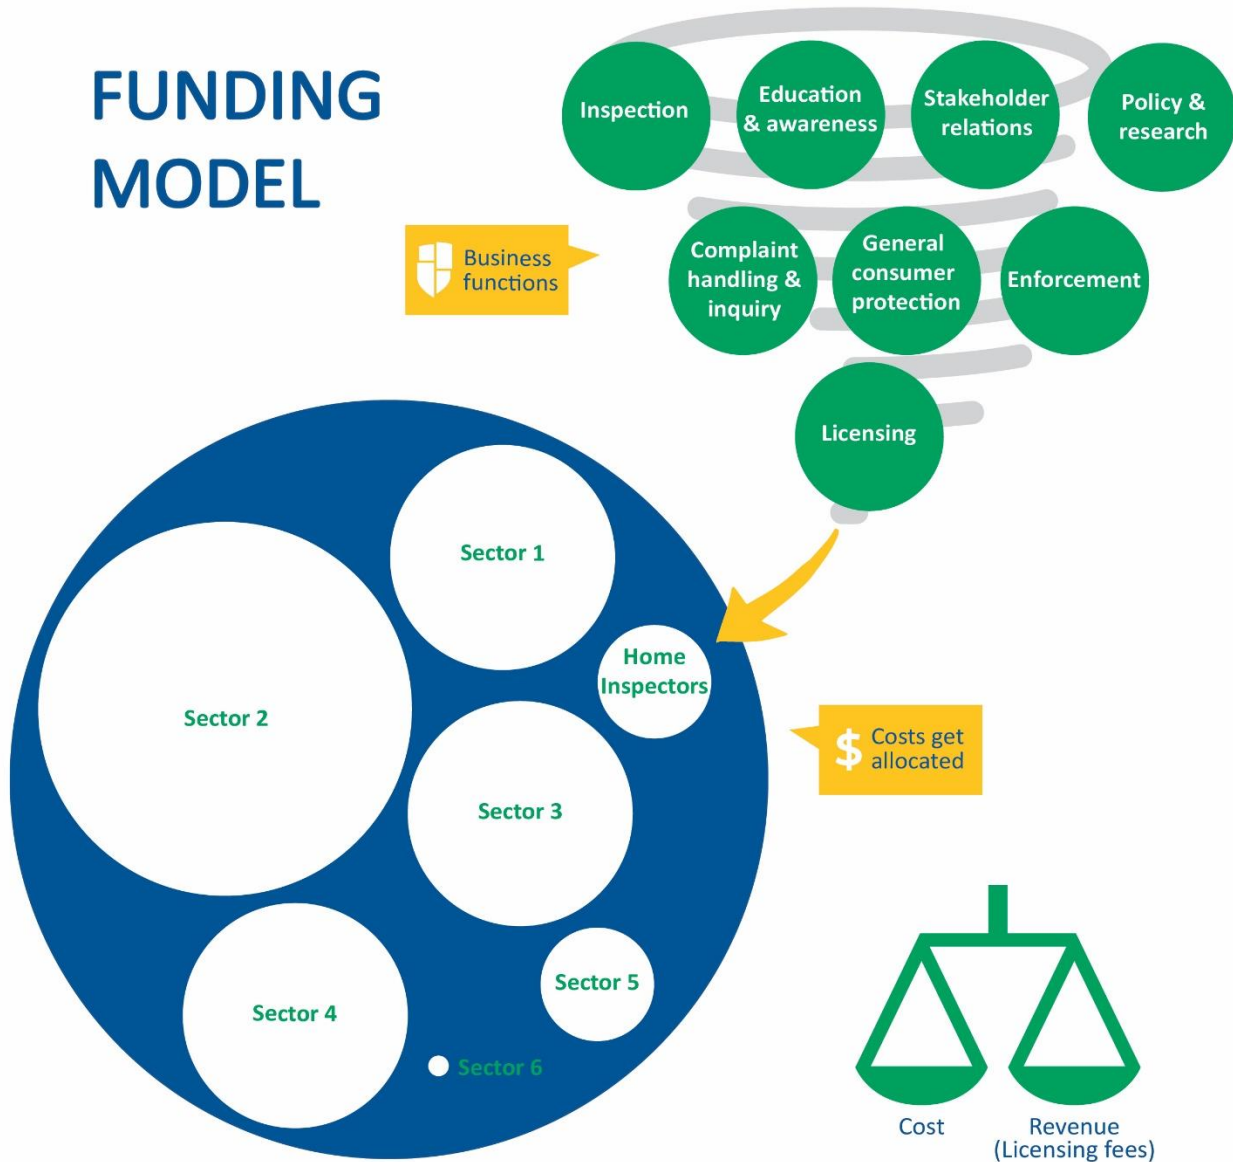 FUNDING
MODEL
Inspection
Education
& awareness
Stakeholder
relations
Policy &
research
Business
functions
Complaint
handling &
inquiry
General
consumer
protection
Enforcement
Licensing
Sector 1
Home
Inspectors
Sector 2
$ Costs get
allocated
Sector 3
Sector 5
Sector 4
Sector 6
Cost
Revenue
(Licensing fees)